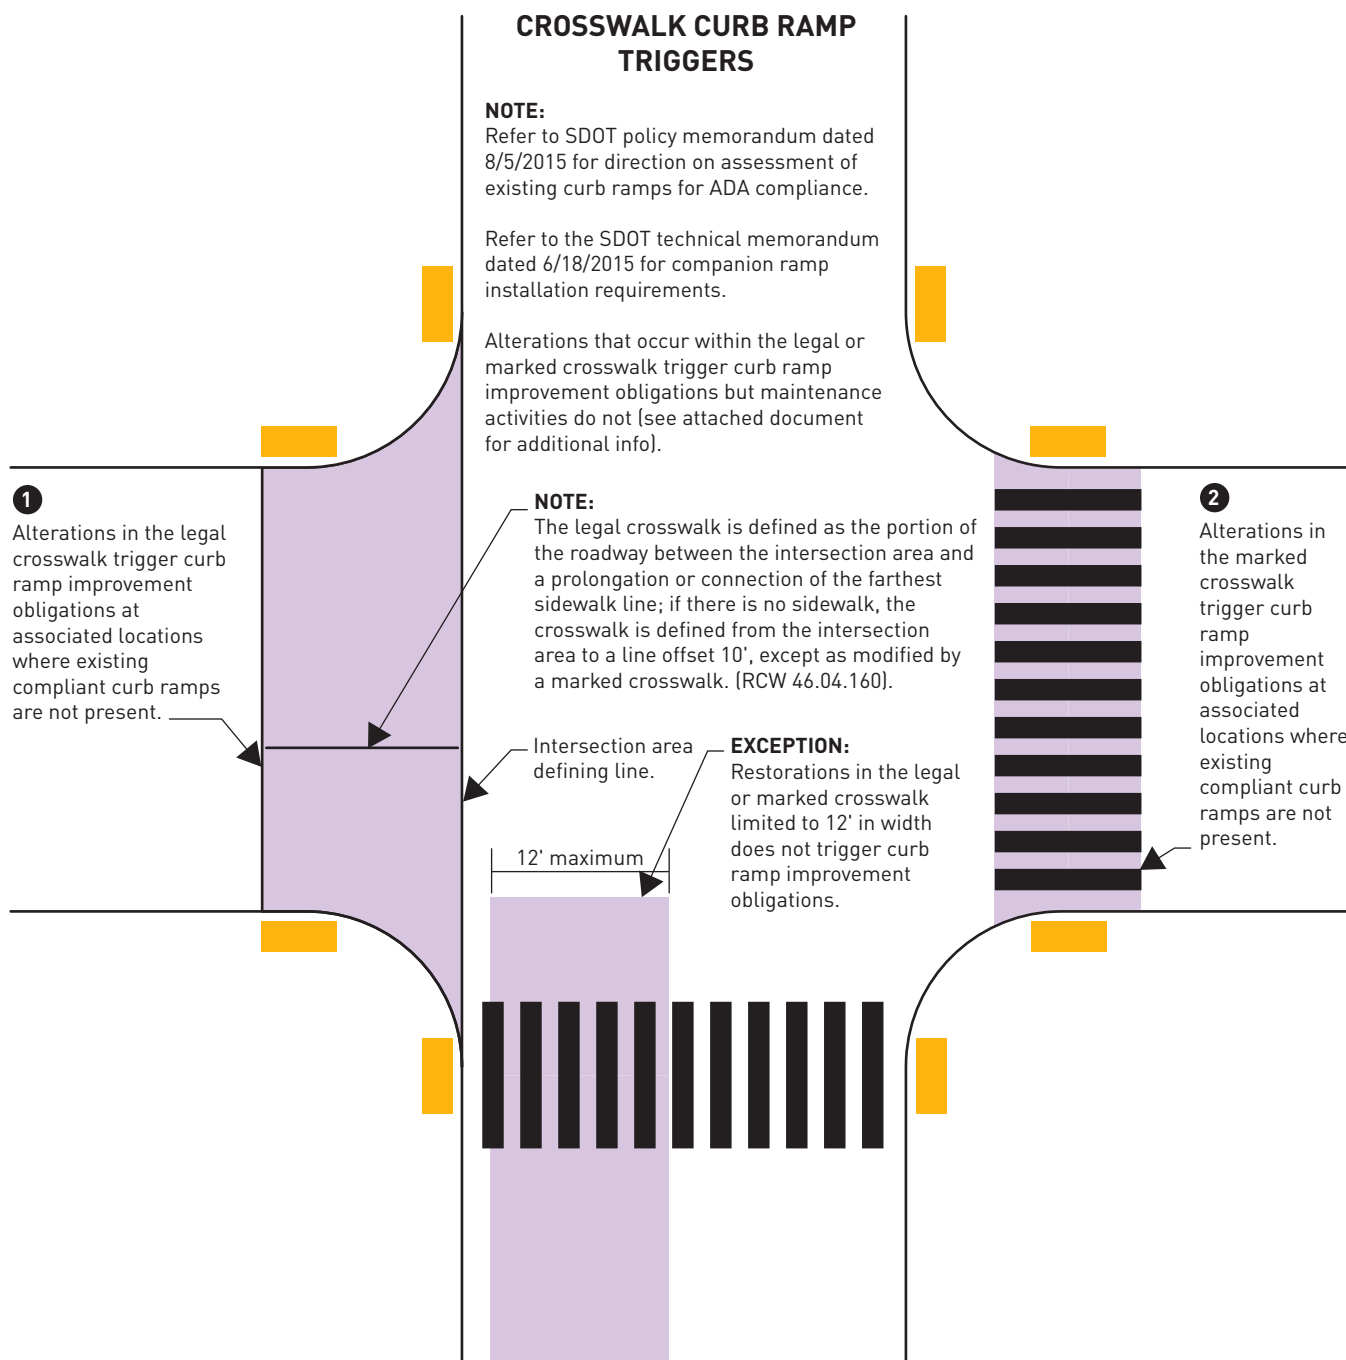 CROSSWALK CURB RAMP
TRIGGERS
NOTE:
Refer to SDOT policy memorandum dated
8/5/2015 for direction on assessment of
existing curb ramps for ADA compliance.
Refer to the SDOT technical memorandum
dated 6/18/2015 for companion ramp
installation requirements.
Alterations that occur within the legal or
marked crosswalk trigger curb ramp
improvement obligations but maintenance
activities do not (see attached document
for additional info).
1
Alterations in the legal
crosswalk trigger curb
ramp improvement
obligations at
associated locations
where existing
compliant curb ramps
are not present.
NOTE:
The legal crosswalk is defined as the portion of
the roadway between the intersection area and
a prolongation or connection of the farthest
sidewalk line; if there is no sidewalk, the
crosswalk is defined from the intersection
area to a line offset 10', except as modified by
a marked crosswalk. (RCW 46.04.160).
Intersection area
defining line.
EXCEPTION:
Restorations in the legal
or marked crosswalk
limited to 12' in width
does not trigger curb
ramp improvement
obligations.
12' maximum
2
Alterations in
the marked
crosswalk
trigger curb
ramp
improvement
obligations at
associated
locations where
existing
compliant curb
ramps are not
present.